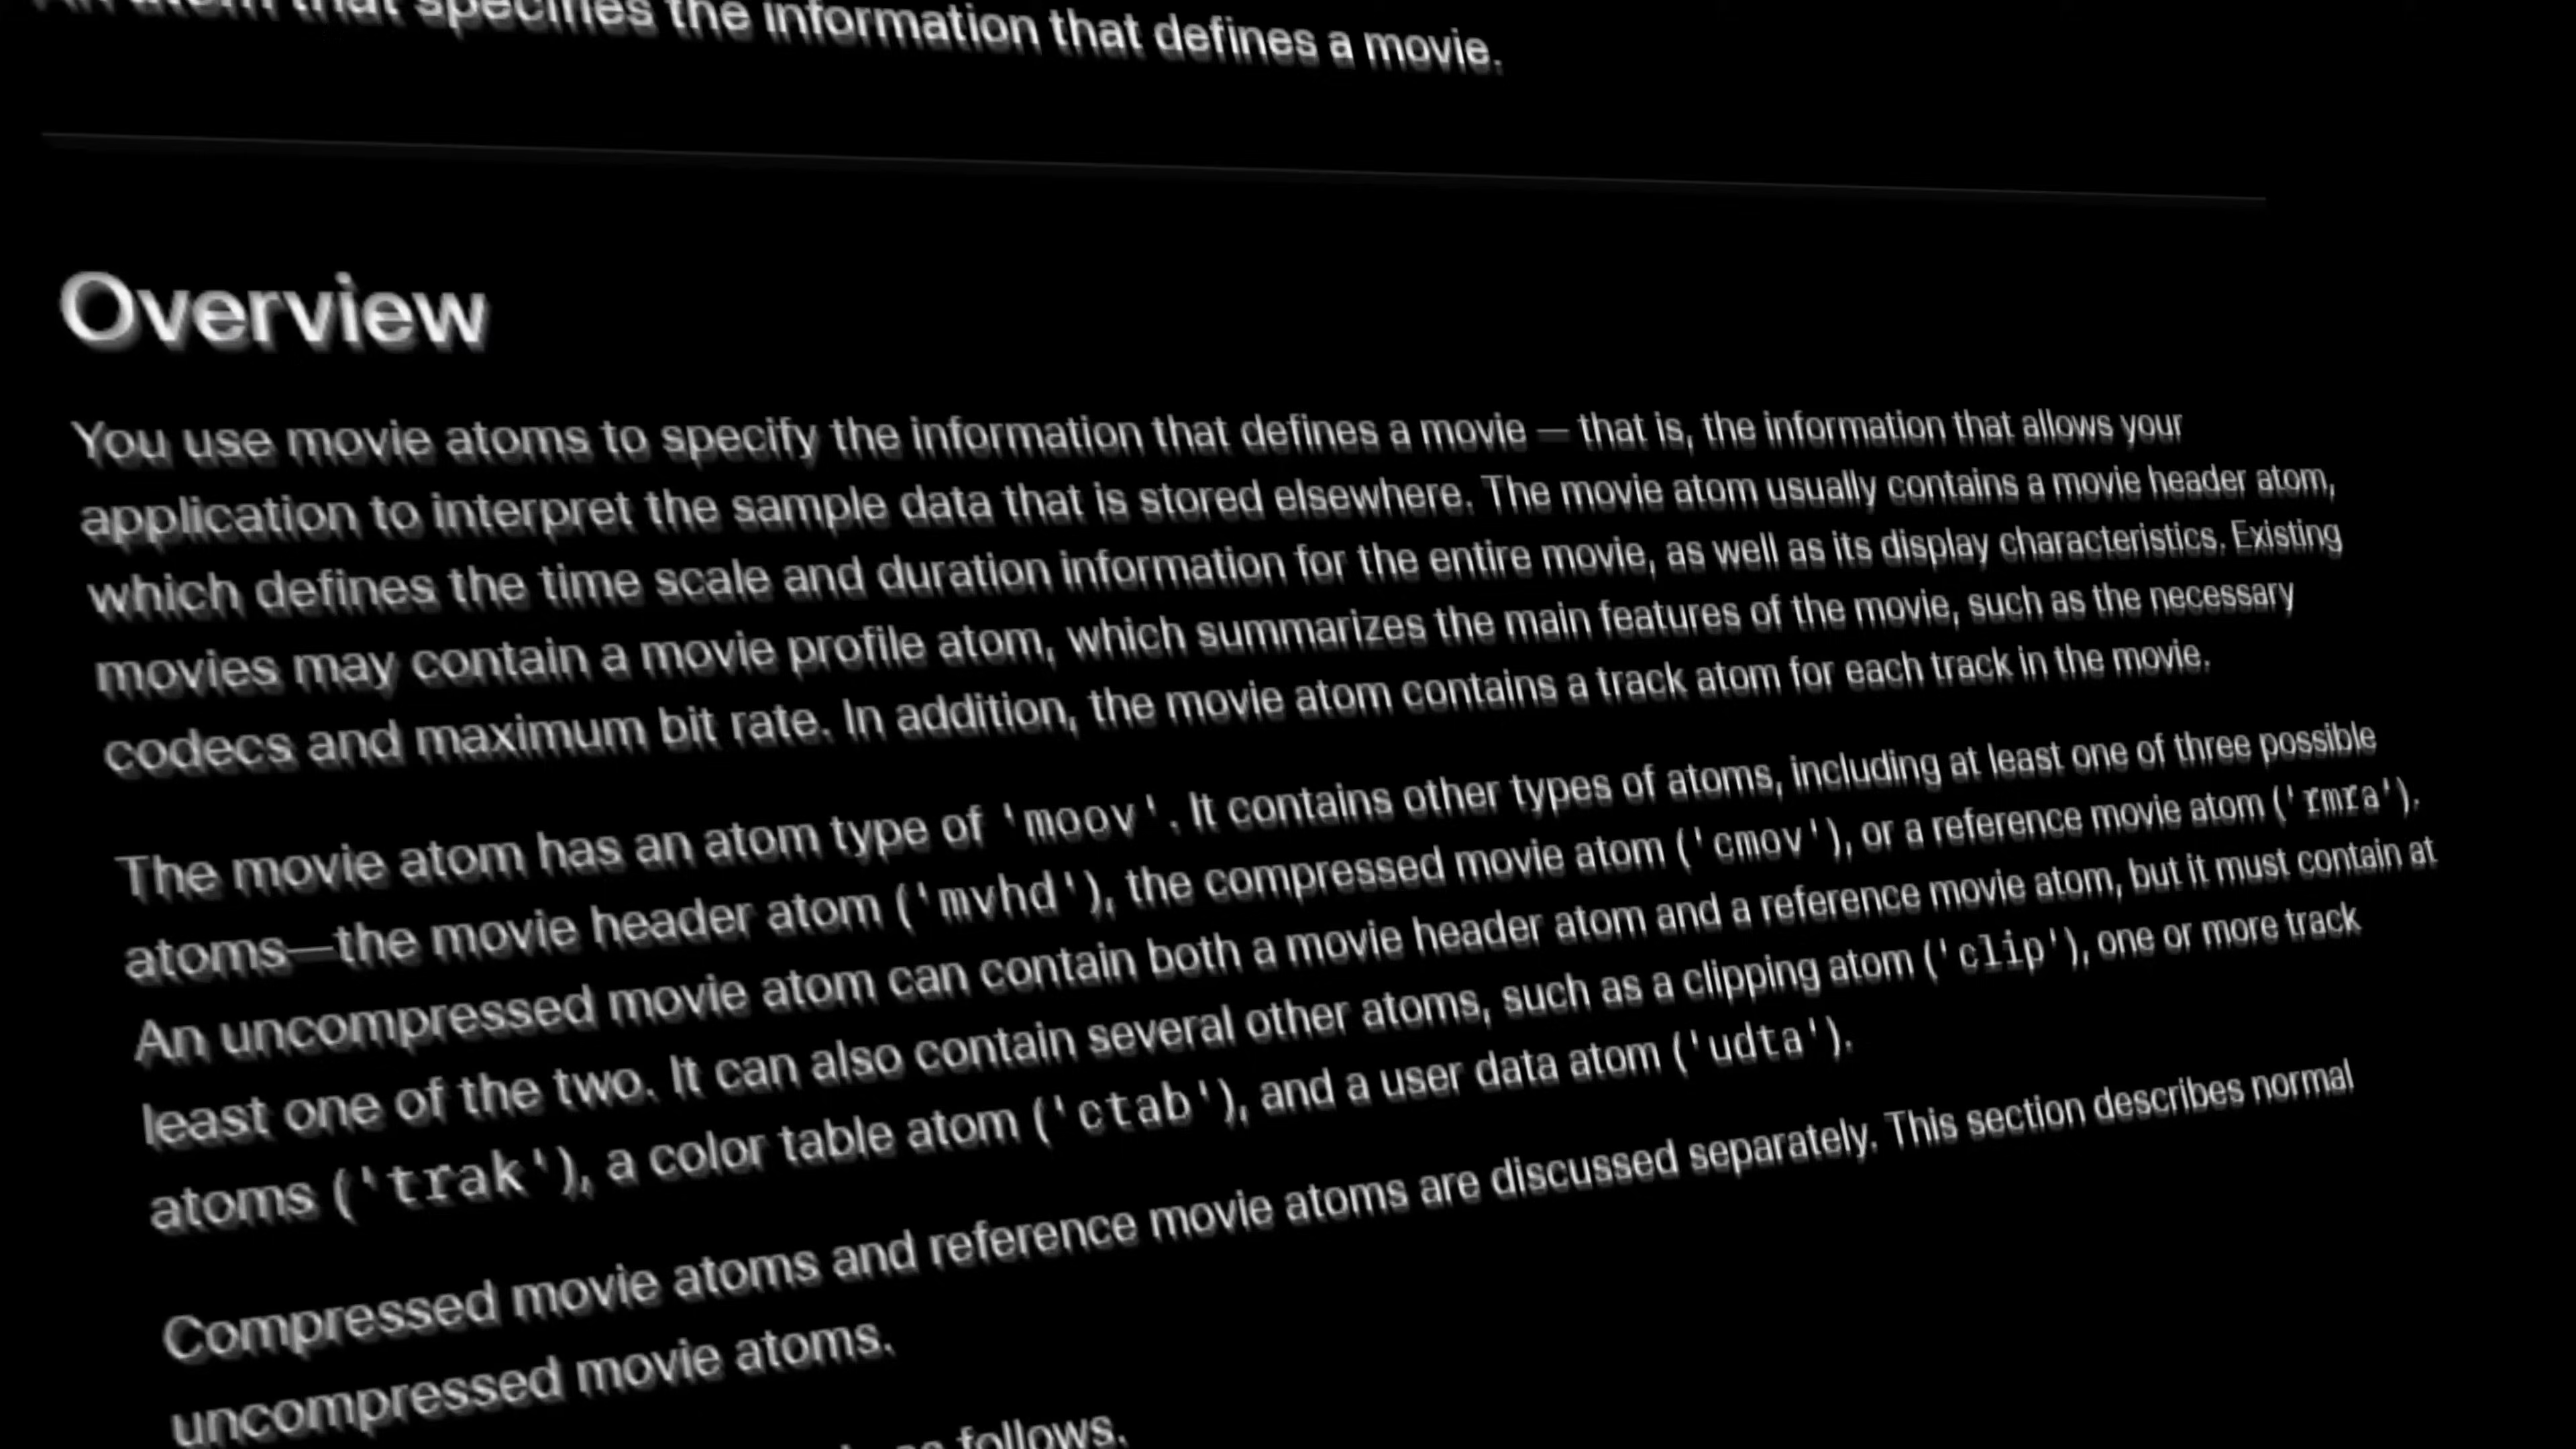 that specifies the information that defines a movie.
Overview
You use movie atoms to specify the information that defines a movie — that is, the information that allows your
application to interpret the sample data that is stored elsewhere. The movie atom usually contains a movie header atom,
which defines the time scale and duration information for the entire movie, as well as its display characteristics. Existing
movies may contain a movie profile atom, which summarizes the main features of the movie, such as the necessary
codecs and maximum bit rate. In addition, the movie atom contains a track atom for each track in the movie.
The movie atom has an atom type of 'moov'. It contains other types of atoms, including at least one of three possible
atoms—the movie header atom ('mvhd'), the compressed movie atom ('cmov'), or a reference movie atom ('rmra').
An uncompressed movie atom can contain both a movie header atom and a reference movie atom, but it must contain at
least one of the two. It can also contain several other atoms, such as a clipping atom ('clip'), one or more track
atoms ('trak'), a color table atom ('ctab'), and a user data atom ('udta').
Compressed movie atoms and reference movie atoms are discussed separately. This section describes normal
uncompressed movie atoms.
follows.